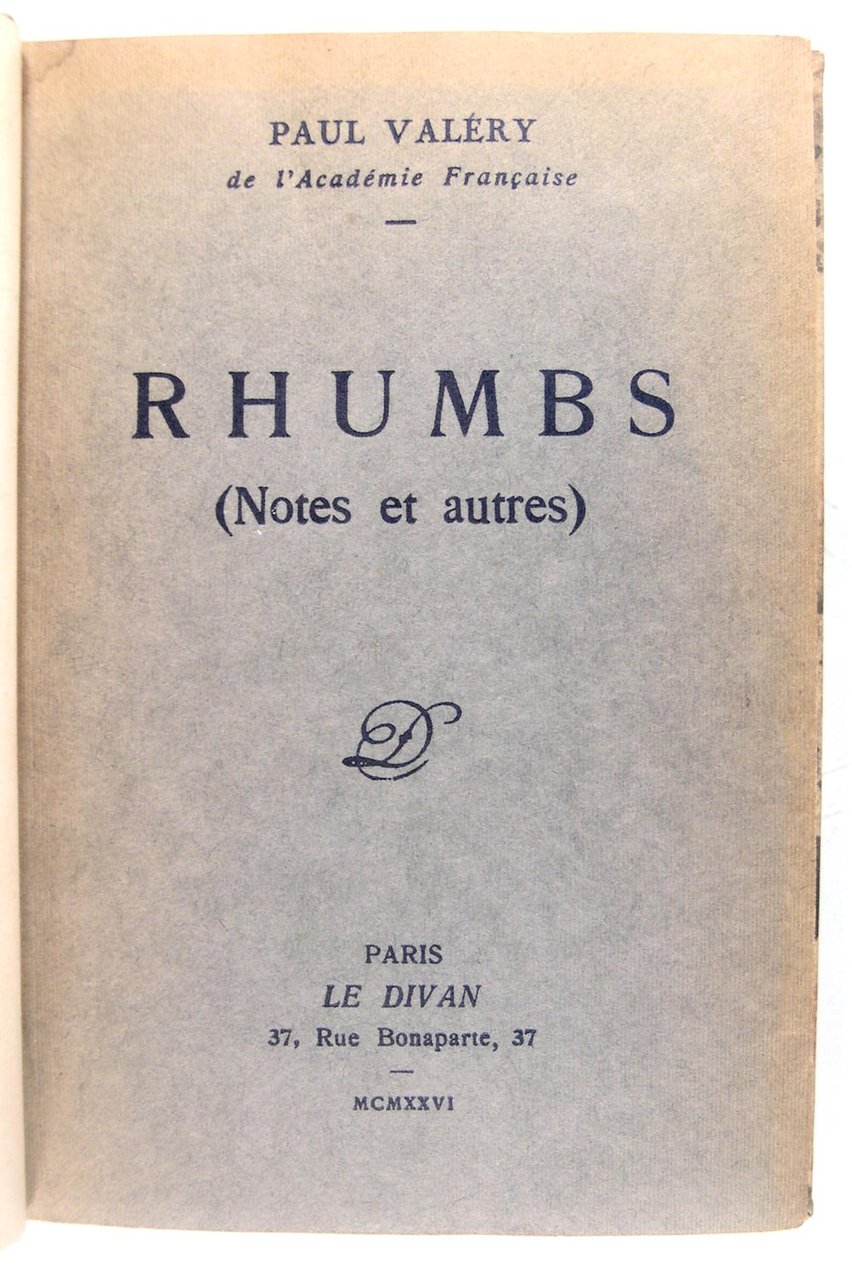 PAUL VALÉRY
de l'Académie Française
RHUMBS
(Notes et autres)
D
PARIS
LE DIVAN
37, Rue Bonaparte, 37
MCMXXVI